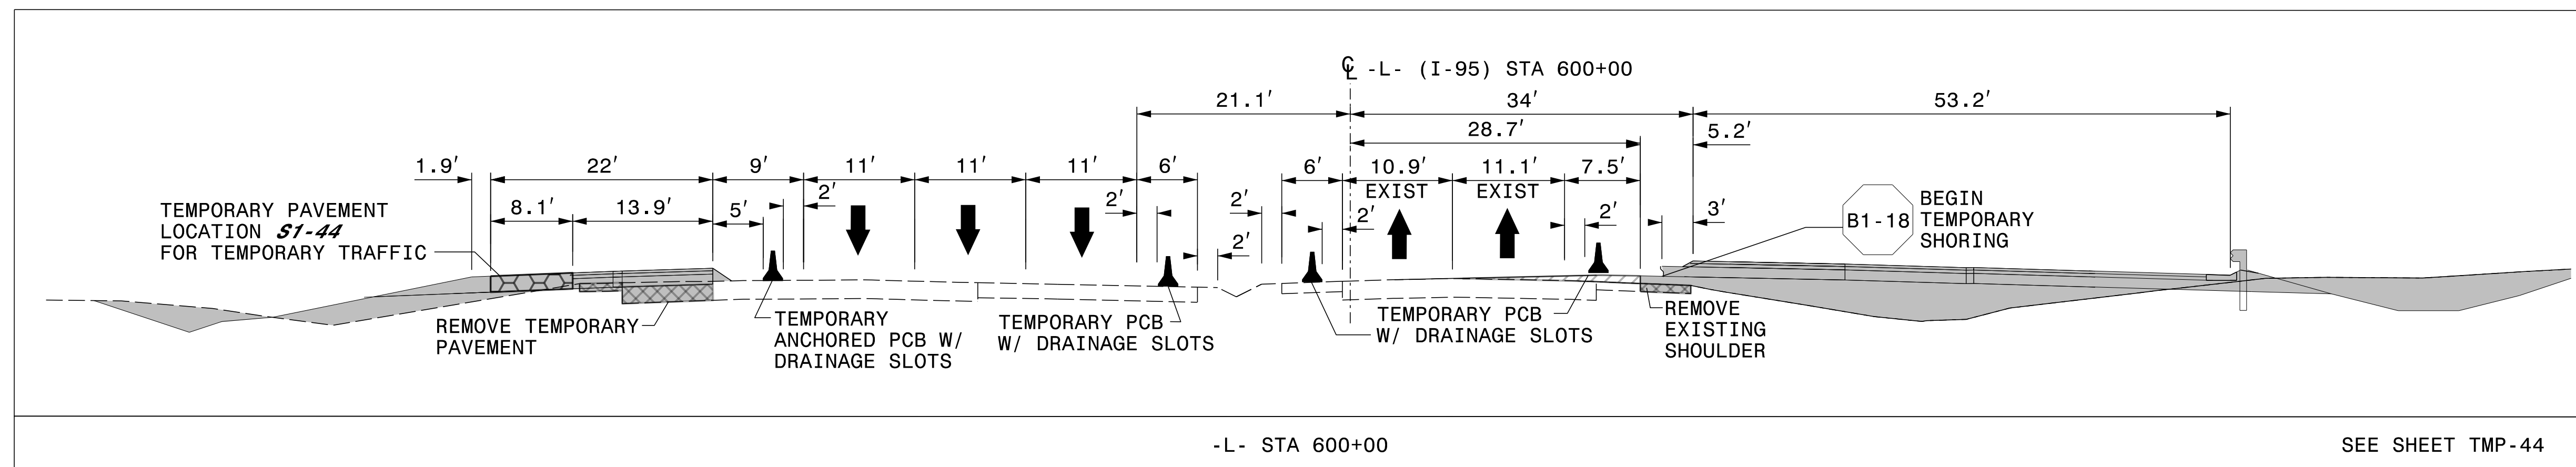 ℄ -L- (I-95) STA 600+00
21.1'
34'
53.2'
28.7'
5.2'
1.9'
22'
9'
11'
11'
11'
6'
6'
10.9'
EXIST
11.1'
EXIST
7.5'
8.1'
13.9'
5'
2'
2'
2'
2'
2'
2'
3'
TEMPORARY PAVEMENT
LOCATION S1-44
FOR TEMPORARY TRAFFIC
B1-18
BEGIN
TEMPORARY
SHORING
REMOVE TEMPORARY
PAVEMENT
TEMPORARY
ANCHORED PCB W/
DRAINAGE SLOTS
TEMPORARY PCB
W/ DRAINAGE SLOTS
TEMPORARY PCB
W/ DRAINAGE SLOTS
REMOVE
EXISTING
SHOULDER
-L- STA 600+00
SEE SHEET TMP-44